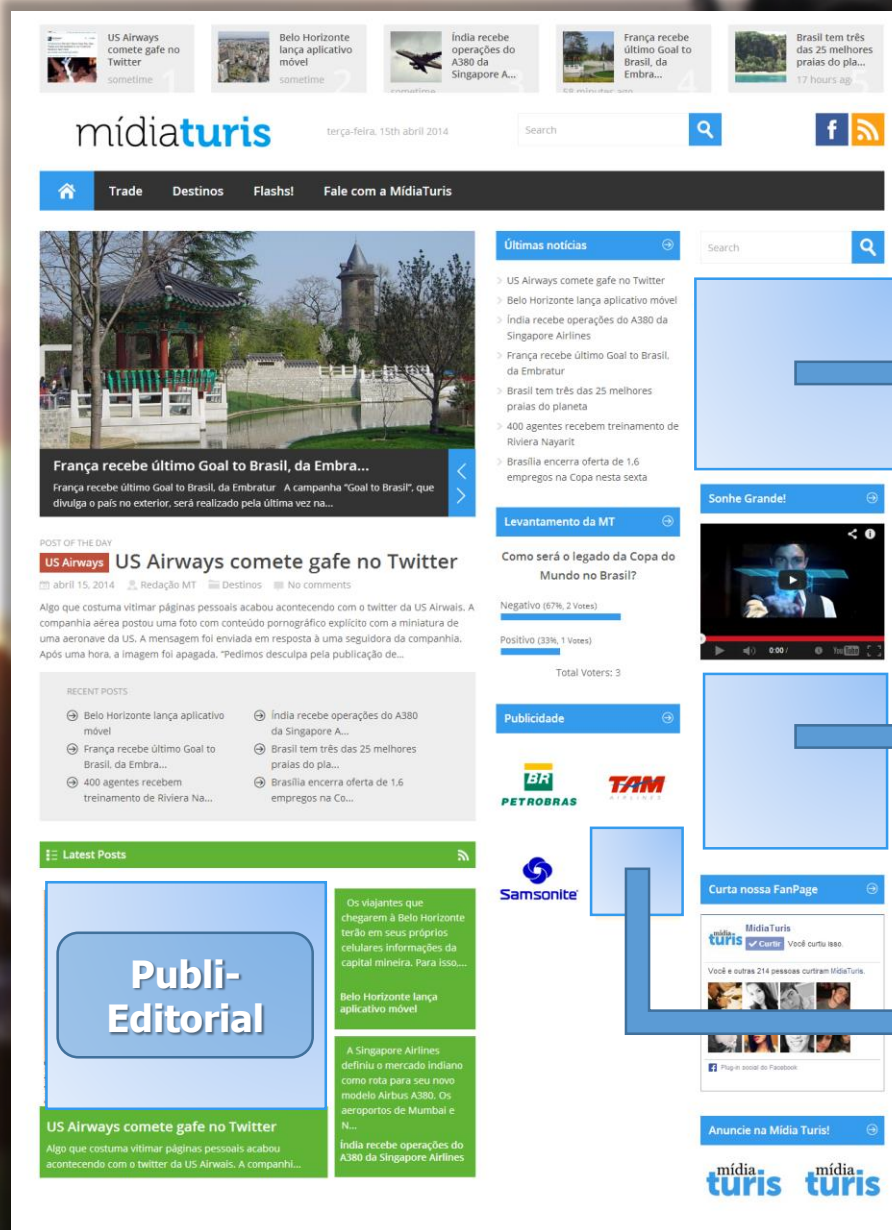 US Airways
comete gafe no
Twitter
sometime
1
Belo Horizonte
lança aplicativo
móvel
sometime
2
Índia recebe
operações do
A380 da
Singapore A...
sometime
3
França recebe
último Goal to
Brasil, da
Embra...
58 minutes ago
4
Brasil tem três
das 25 melhores
praias do pla...
17 hours ago
5
mídiaturis
terça-feira, 15th abril 2014
Search
f
Trade
Destinos
Flashs!
Fale com a MídiaTuris
França recebe último Goal to Brasil, da Embra...
França recebe último Goal to Brasil, da Embratur A campanha “Goal to Brasil”, que
divulga o país no exterior, será realizado pela última vez na...
POST OF THE DAY
US Airways US Airways comete gafe no Twitter
abril 15, 2014 Redação MT Destinos No comments
Algo que costuma vitimar páginas pessoais acabou acontecendo com o twitter da US Airwais. A
companhia aérea postou uma foto com conteúdo pornográfico explícito com a miniatura de
uma aeronave da US. A mensagem foi enviada em resposta à uma seguidora da companhia.
Após uma hora, a imagem foi apagada. “Pedimos desculpa pela publicação de...
RECENT POSTS
Belo Horizonte lança aplicativo
móvel
França recebe último Goal to
Brasil, da Embra...
400 agentes recebem
treinamento de Riviera Na...
Índia recebe operações do A380
da Singapore A...
Brasil tem três das 25 melhores
praias do pla...
Brasília encerra oferta de 1,6
empregos na Co...
Latest Posts
Publi-
Editorial
US Airways comete gafe no Twitter
Algo que costuma vitimar páginas pessoais acabou
acontecendo com o twitter da US Airwais. A companhi...
Os viajantes que
chegarem à Belo Horizonte
terão em seus próprios
celulares informações da
capital mineira. Para isso,...
Belo Horizonte lança
aplicativo móvel
A Singapore Airlines
definiu o mercado indiano
como rota para seu novo
modelo Airbus A380. Os
aeroportos de Mumbai e
N...
Índia recebe operações do
A380 da Singapore Airlines
Últimas notícias
US Airways comete gafe no Twitter
Belo Horizonte lança aplicativo móvel
Índia recebe operações do A380 da
Singapore Airlines
França recebe último Goal to Brasil,
da Embratur
Brasil tem três das 25 melhores
praias do planeta
400 agentes recebem treinamento de
Riviera Nayarit
Brasília encerra oferta de 1,6
empregos na Copa nesta sexta
Levantamento da MT
Como será o legado da Copa do
Mundo no Brasil?
Negativo (67%, 2 Votes)
Positivo (33%, 1 Votes)
Total Voters: 3
Publicidade
BR
PETROBRAS
TAM
AIRLINES
Samsonite
Search
Sonhe Grande!
0:00 /
YouTube
Curta nossa FanPage
mídia
turis
MídiaTuris
Curtir Você curtiu isso.
Você e outras 214 pessoas curtiram MídiaTuris.
Plug-in social do Facebook
Anuncie na Mídia Turis!
mídia
turis
mídia
turis